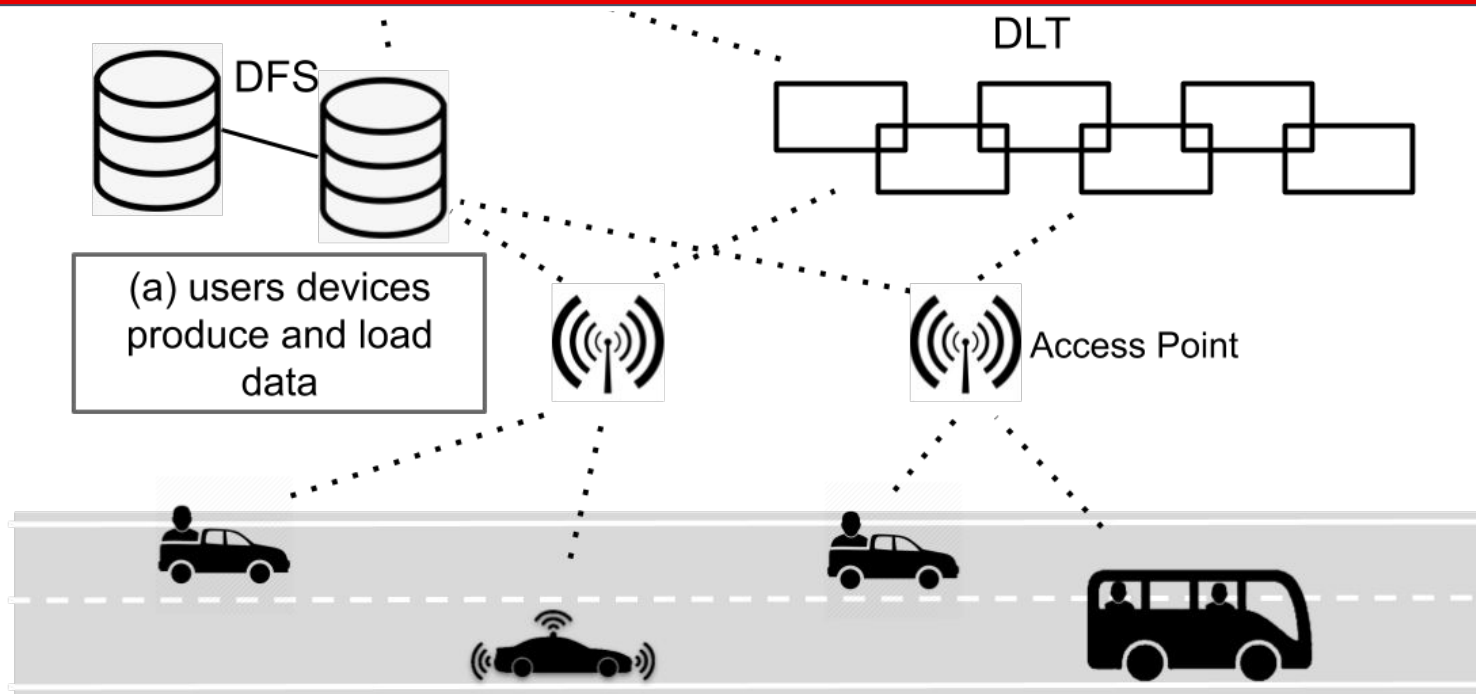 DLT
DFS
(a) users devices
produce and load
data
Access Point